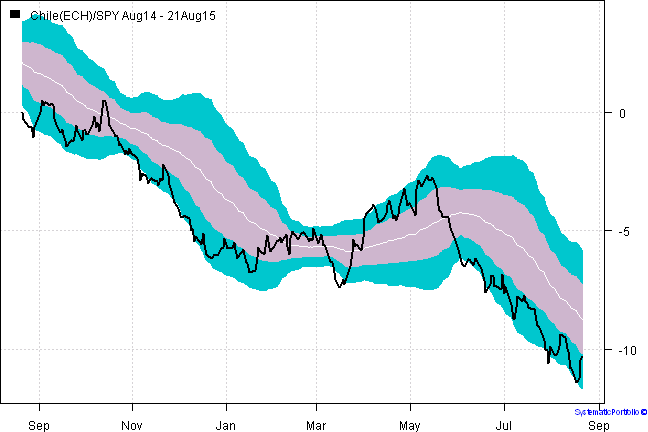 Chile(ECH)/SPY Aug14 - 21Aug15
0
-5
-10
SystematicPortfolio ©
Sep Nov Jan Mar May Jul Sep